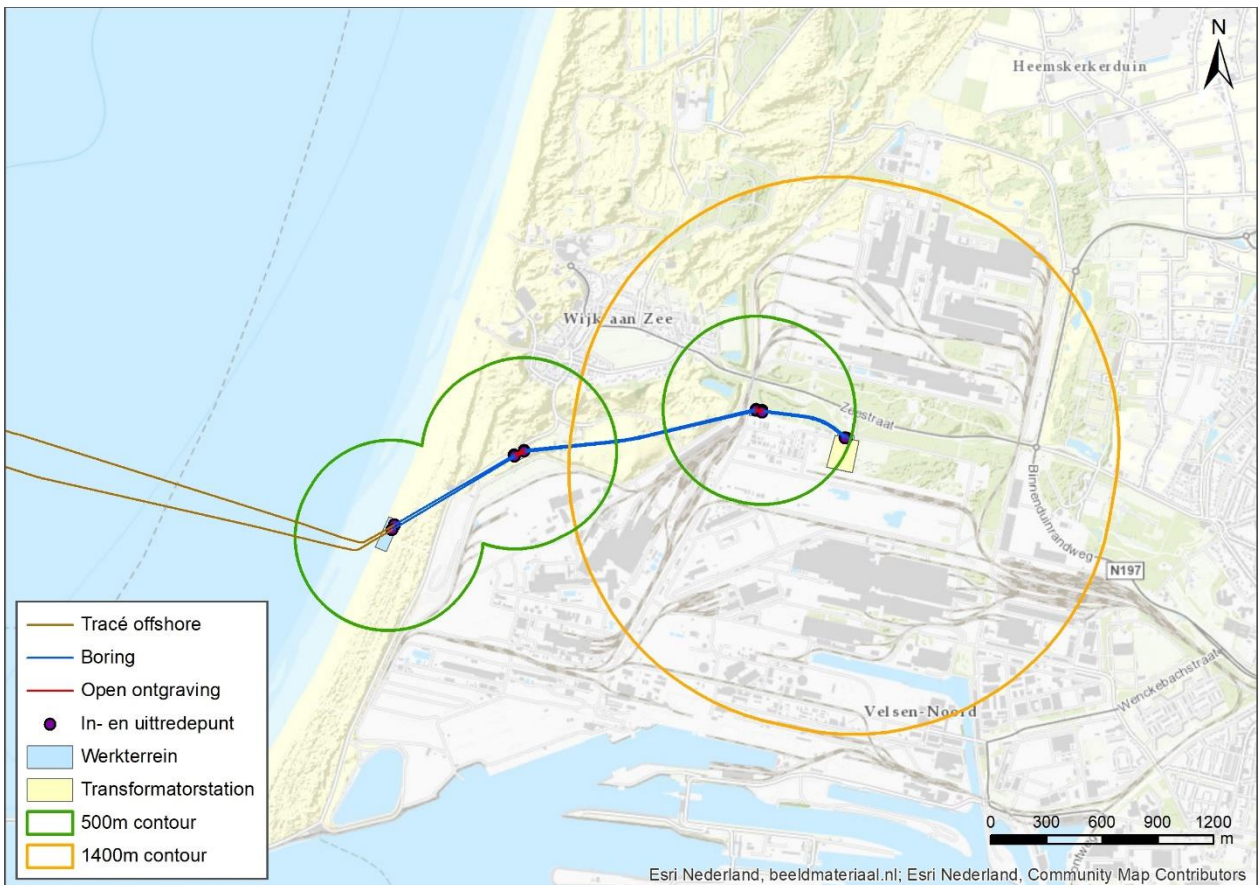 N
Heemskerkerduin
Wijk aan Zee
Zeestraat
Binnenduinrandweg
N197
Wenckebachstraat
Velsen-Noord
Tracé offshore
Boring
Open ontgraving
In- en uittredepunt
Werkterrein
Transformatorstation
500m contour
1400m contour
0 300 600 900 1200
m
Esri Nederland, beeldmateriaal.nl; Esri Nederland, Community Map Contributors